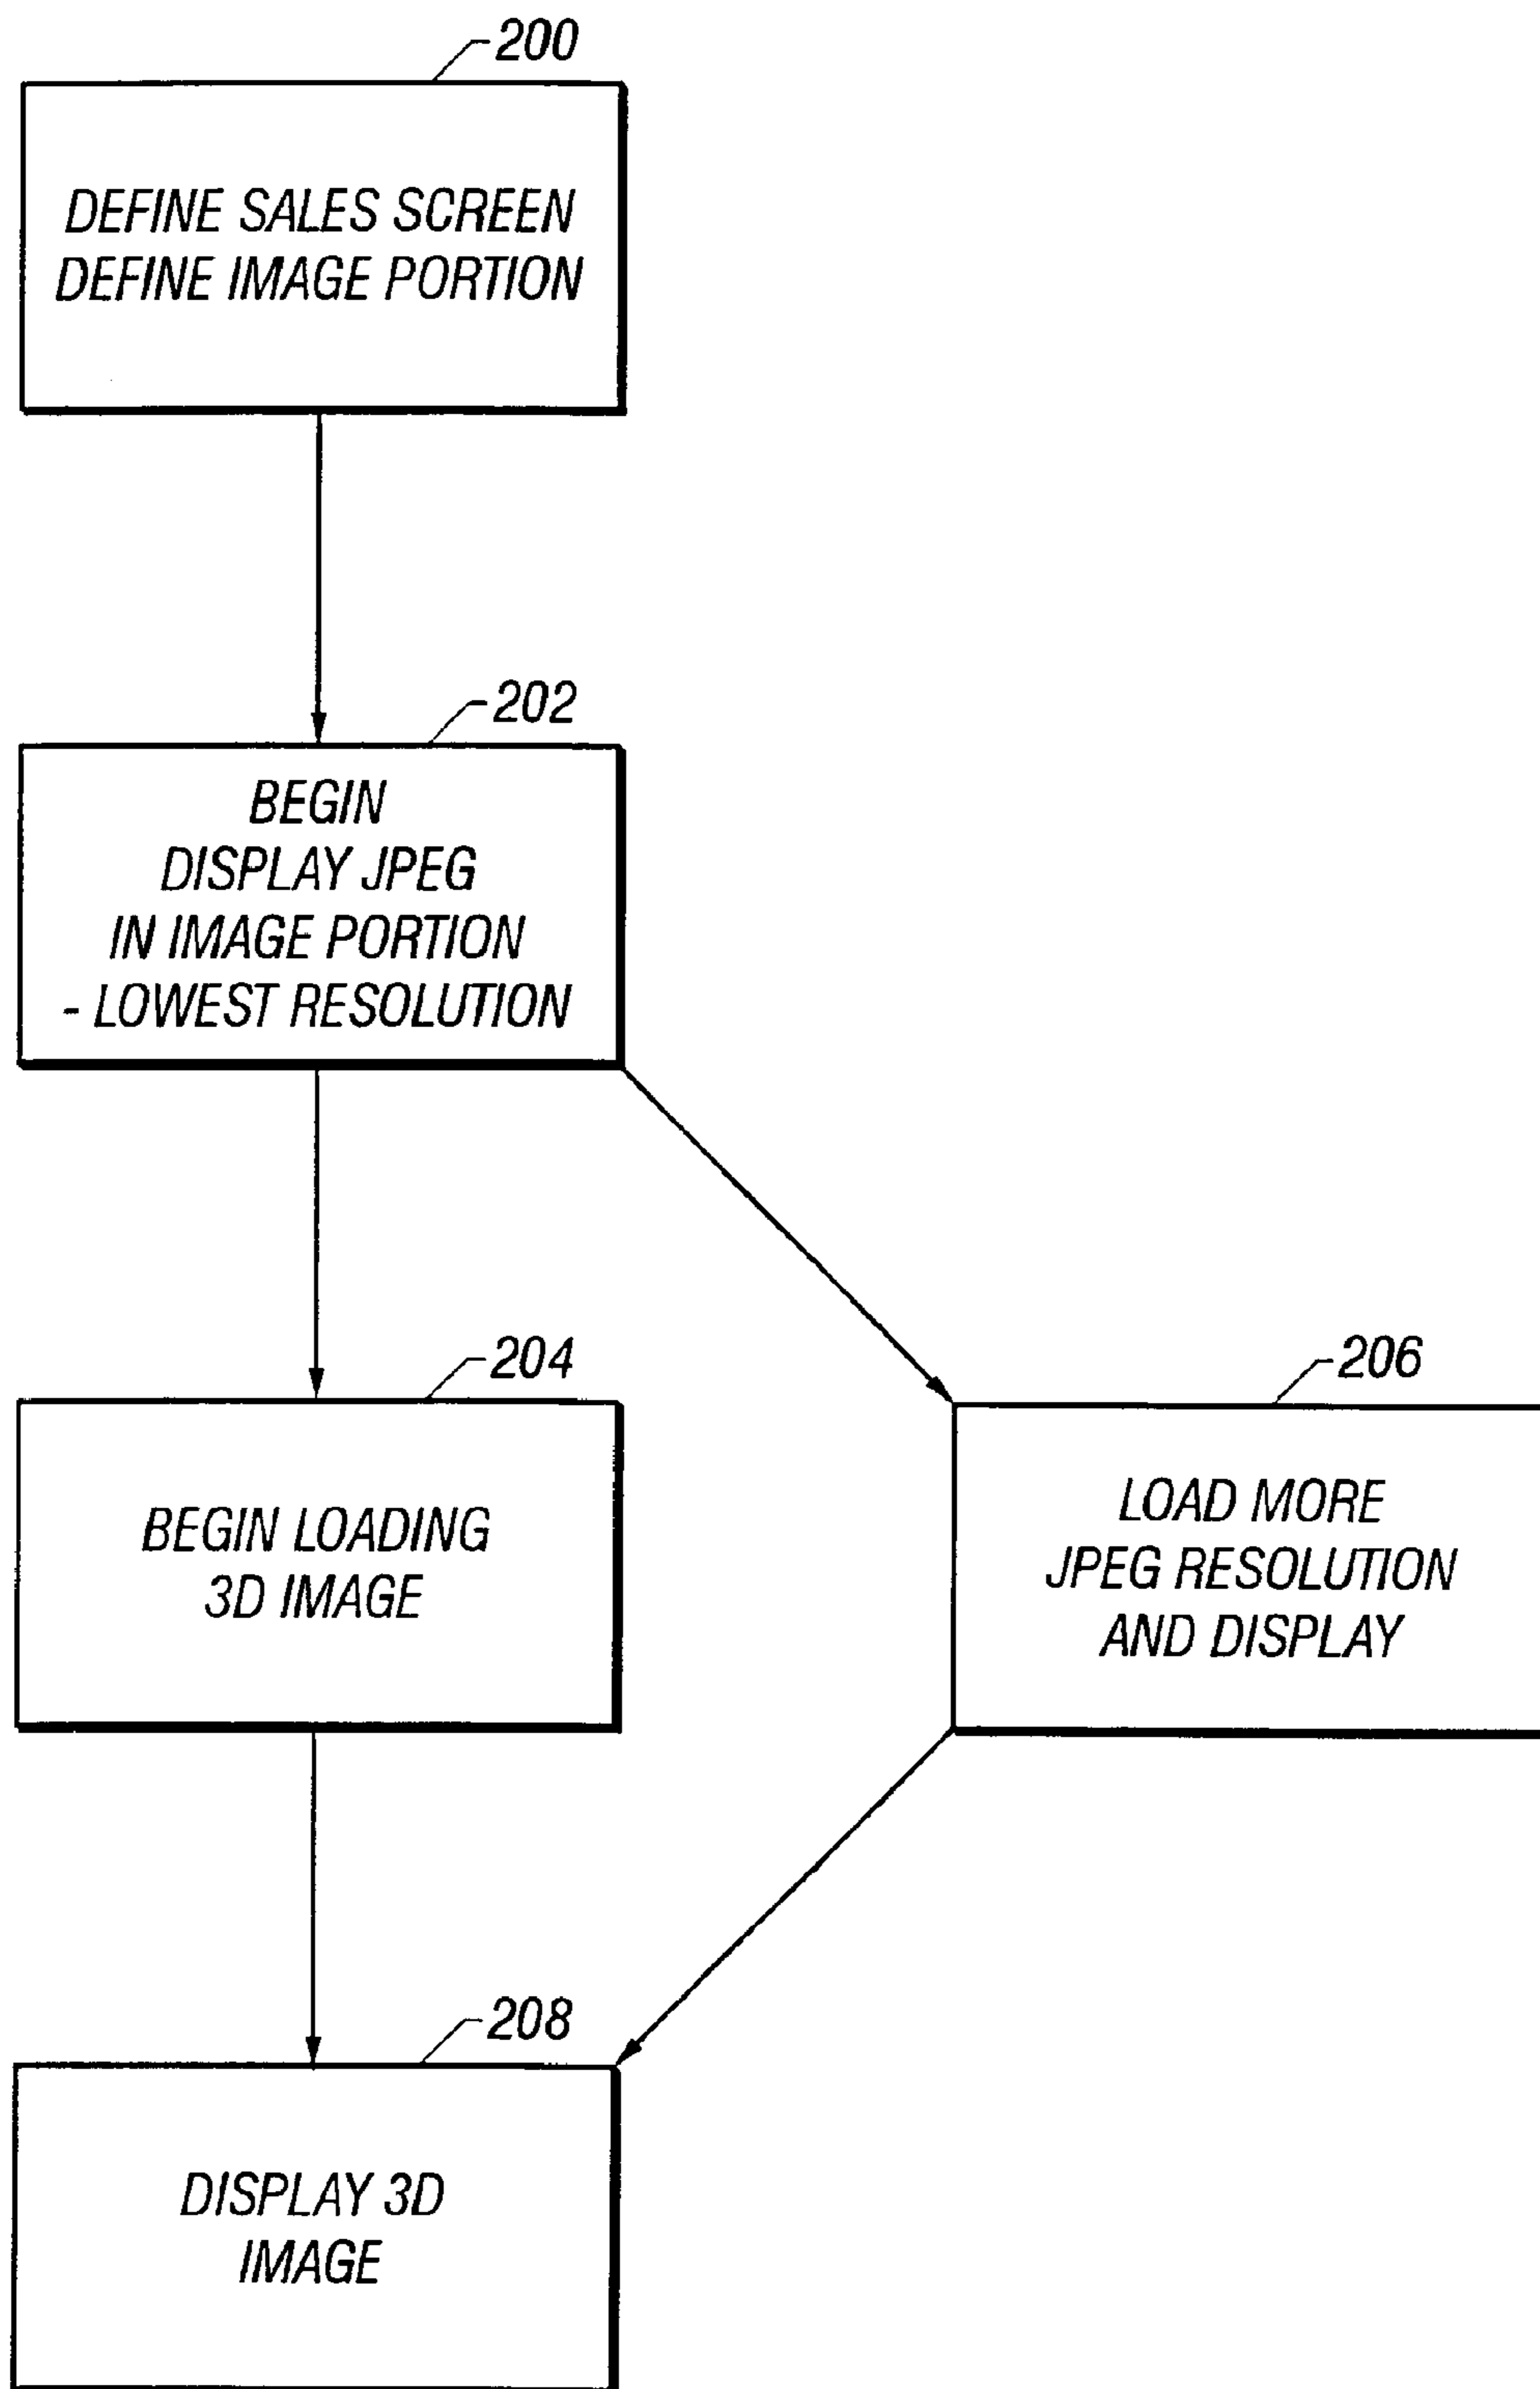 200
DEFINE SALES SCREEN
DEFINE IMAGE PORTION
202
BEGIN
DISPLAY JPEG
IN IMAGE PORTION
- LOWEST RESOLUTION
204
BEGIN LOADING
3D IMAGE
206
LOAD MORE
JPEG RESOLUTION
AND DISPLAY
208
DISPLAY 3D
IMAGE